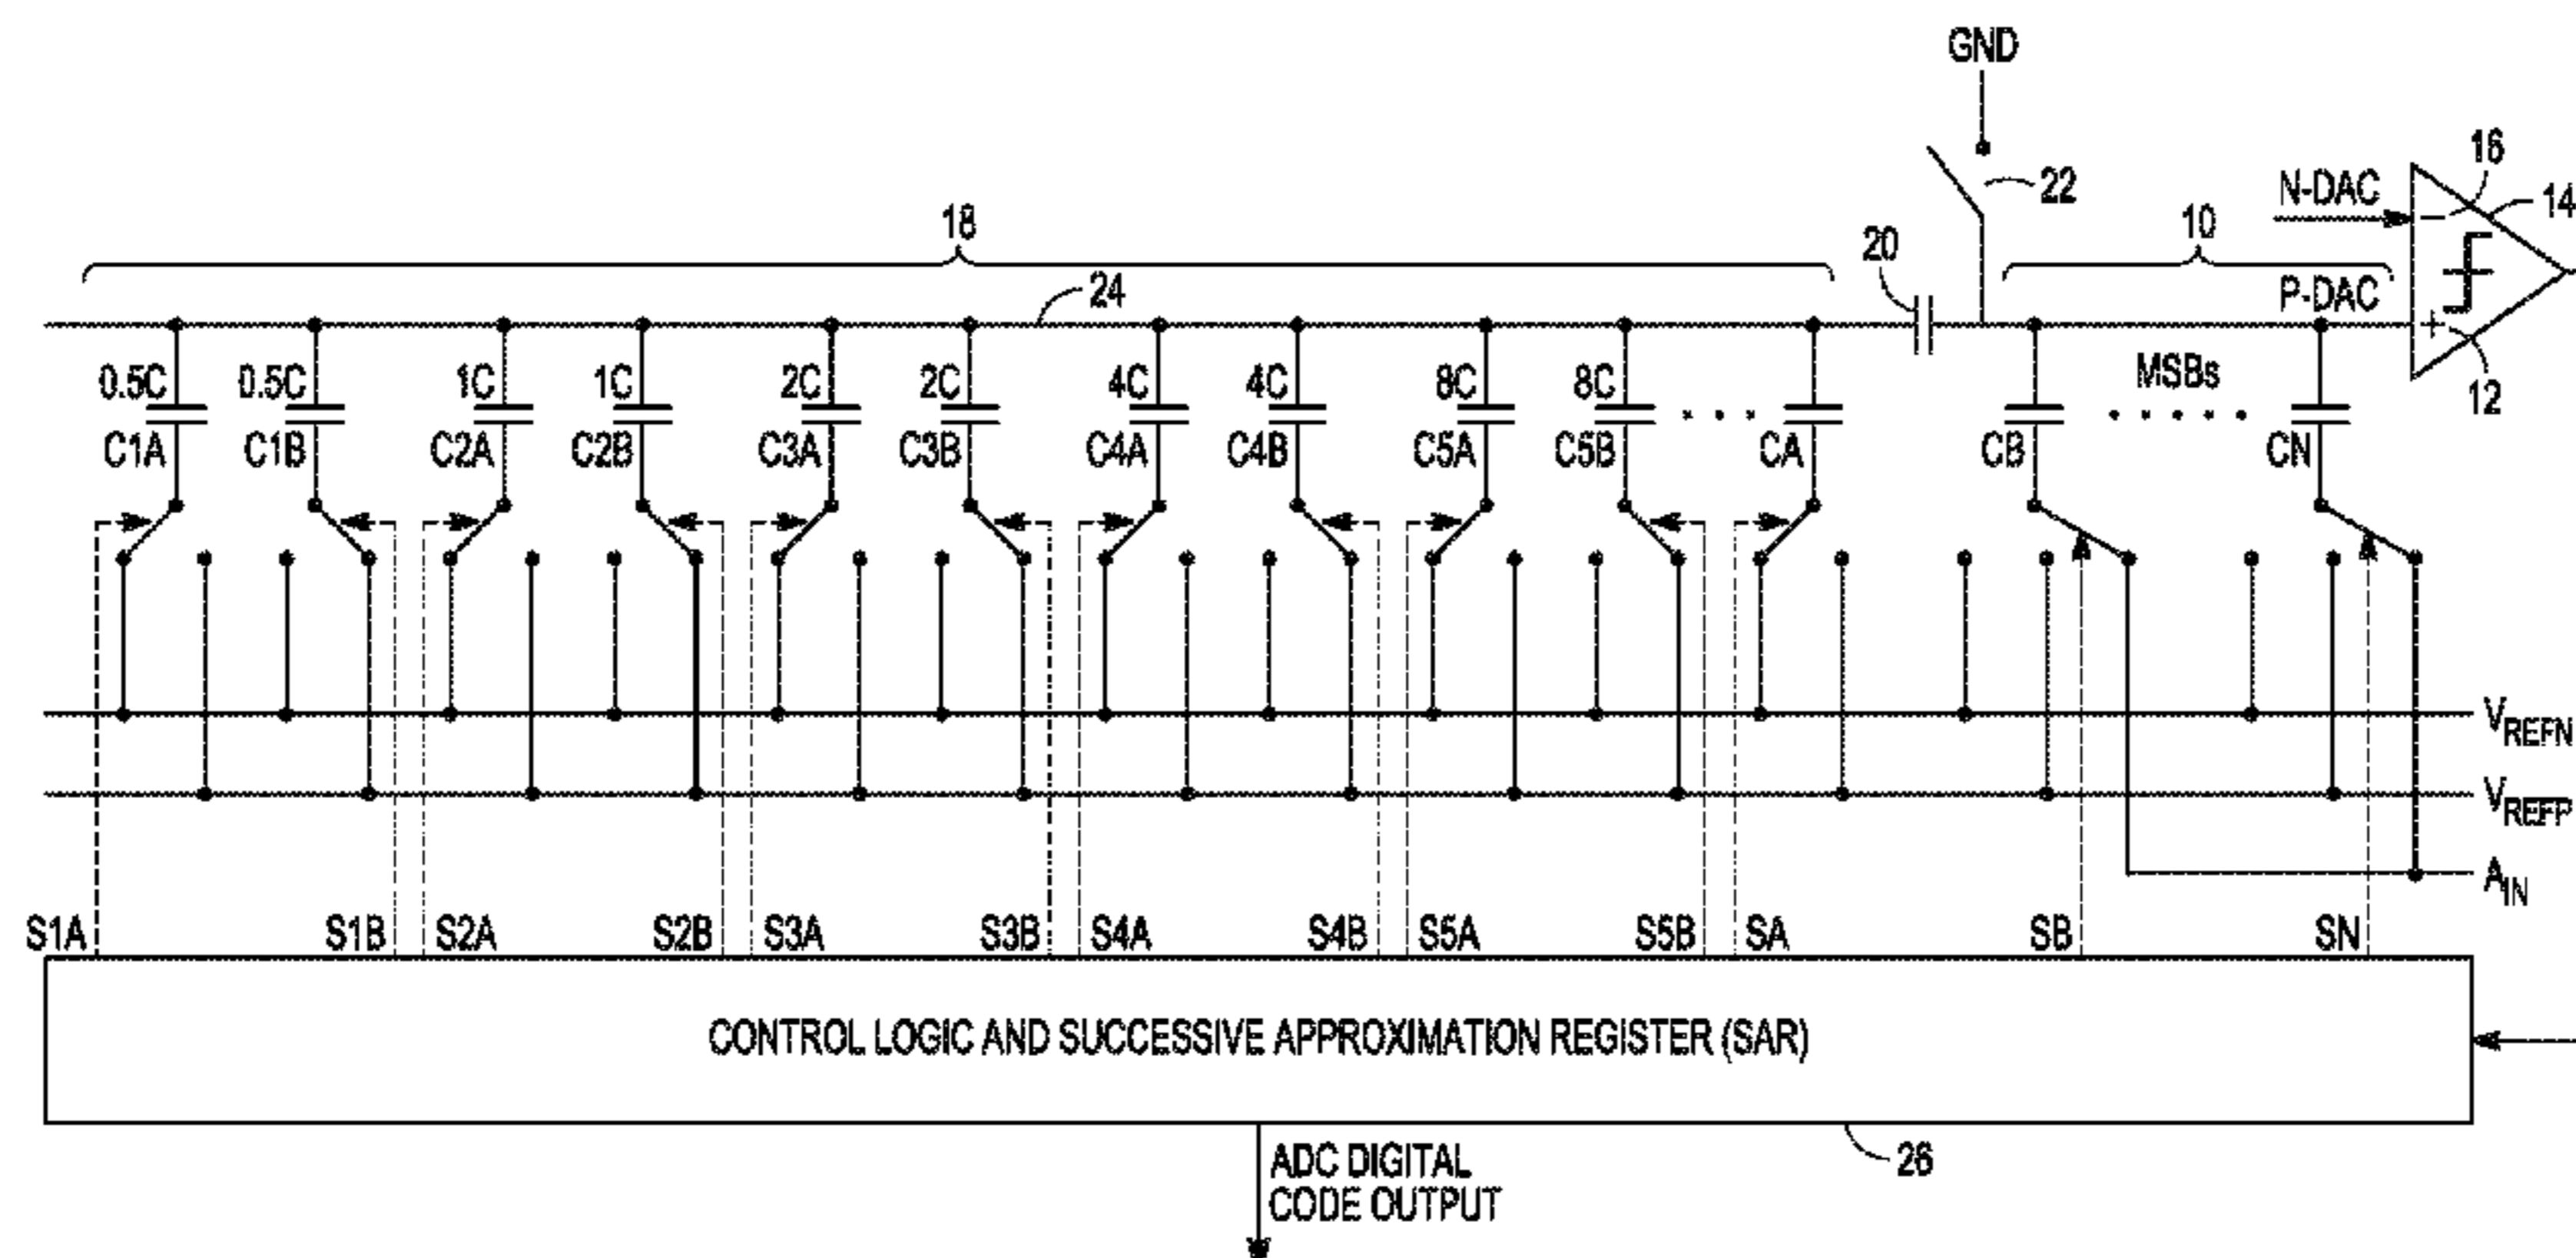 GND
16
N-DAC
14
22
18
10
20
24
P-DAC
0.5C 0.5C 1C 1C 2C 2C 4C 4C 8C 8C
MSBs
12
C1A C1B C2A C2B C3A C3B C4A C4B C5A C5B CA CB CN
VREFN
VREFP
AIN
S1A S1B S2A S2B S3A S3B S4A S4B S5A S5B SA SB SN
CONTROL LOGIC AND SUCCESSIVE APPROXIMATION REGISTER (SAR)
26
ADC DIGITAL
CODE OUTPUT